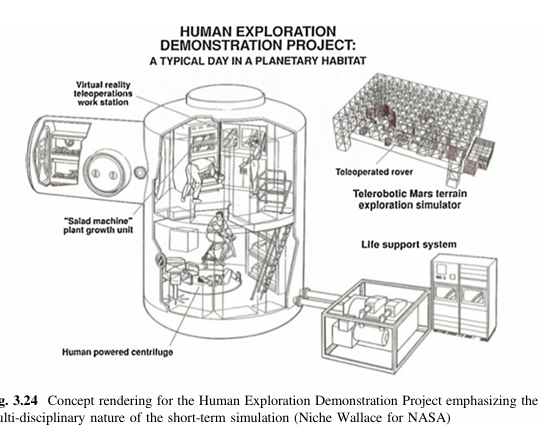 HUMAN EXPLORATION
DEMONSTRATION PROJECT:
A TYPICAL DAY IN A PLANETARY HABITAT
Virtual reality
teleoperations
work station
Teleoperated rover
Telerobotic Mars terrain
exploration simulator
"Salad machine"
plant growth unit
Life support system
Human powered centrifuge
g. 3.24 Concept rendering for the Human Exploration Demonstration Project emphasizing the
ulti-disciplinary nature of the short-term simulation (Niche Wallace for NASA)